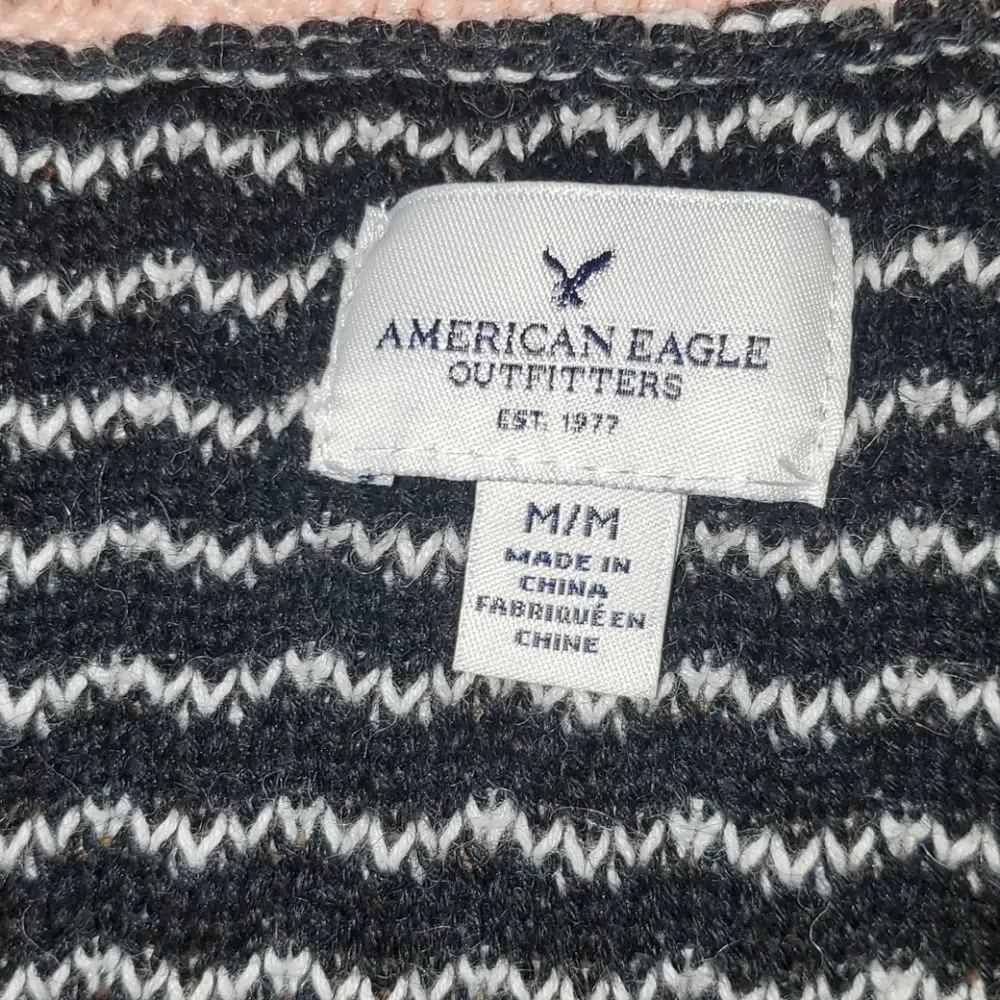 AMERICAN EAGLE
OUTFITTERS
EST. 1977
M/M
MADE IN
CHINA
FABRIQUÉ EN
CHINE